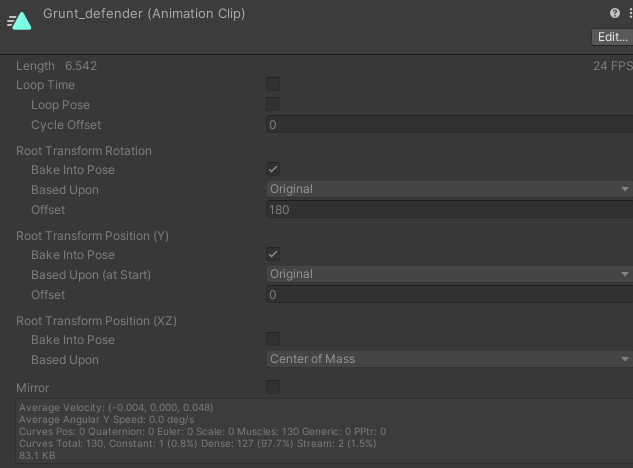 Grunt_defender (Animation Clip)
Edit...
Length 6.542 24 FPS
Loop Time
Loop Pose
Cycle Offset 0
Root Transform Rotation
Bake Into Pose
Based Upon Original
Offset 180
Root Transform Position (Y)
Bake Into Pose
Based Upon (at Start) Original
Offset 0
Root Transform Position (XZ)
Bake Into Pose
Based Upon Center of Mass
Mirror
Average Velocity: (-0.004, 0.000, 0.048)
Average Angular Y Speed: 0.0 deg/s
Curves Pos: 0 Quaternion: 0 Euler: 0 Scale: 0 Muscles: 130 Generic: 0 PPtr: 0
Curves Total: 130, Constant: 1 (0.8%) Dense: 127 (97.7%) Stream: 2 (1.5%)
83.1 KB